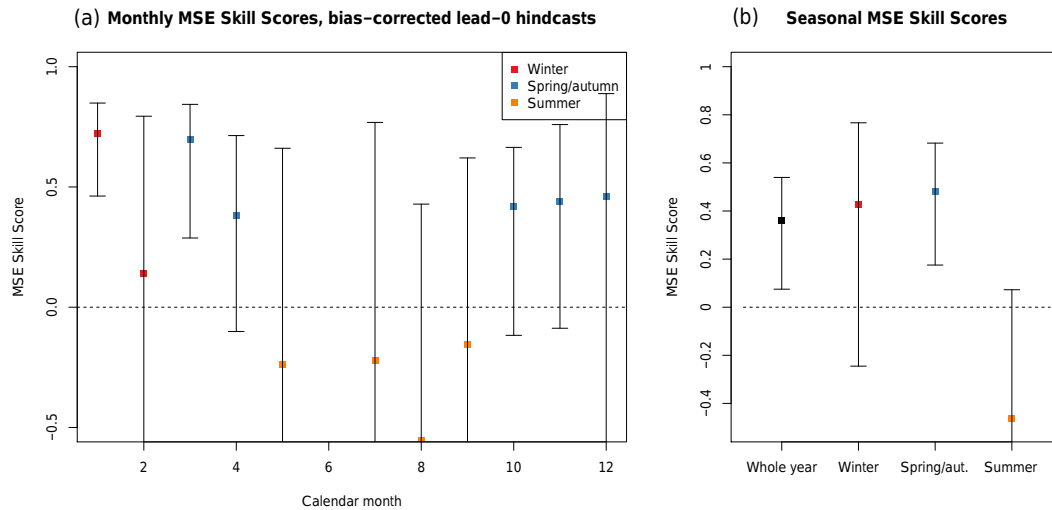 (a) Monthly MSE Skill Scores, bias−corrected lead−0 hindcasts
MSE Skill Score
1.0
0.5
0.0
−0.5
Winter
Spring/autumn
Summer
2 4 6 8 10 12
Calendar month
(b) Seasonal MSE Skill Scores
MSE Skill Score
1
0.8
0.6
0.4
0.2
0
−0.2
−0.4
Whole year Winter Spring/aut. Summer